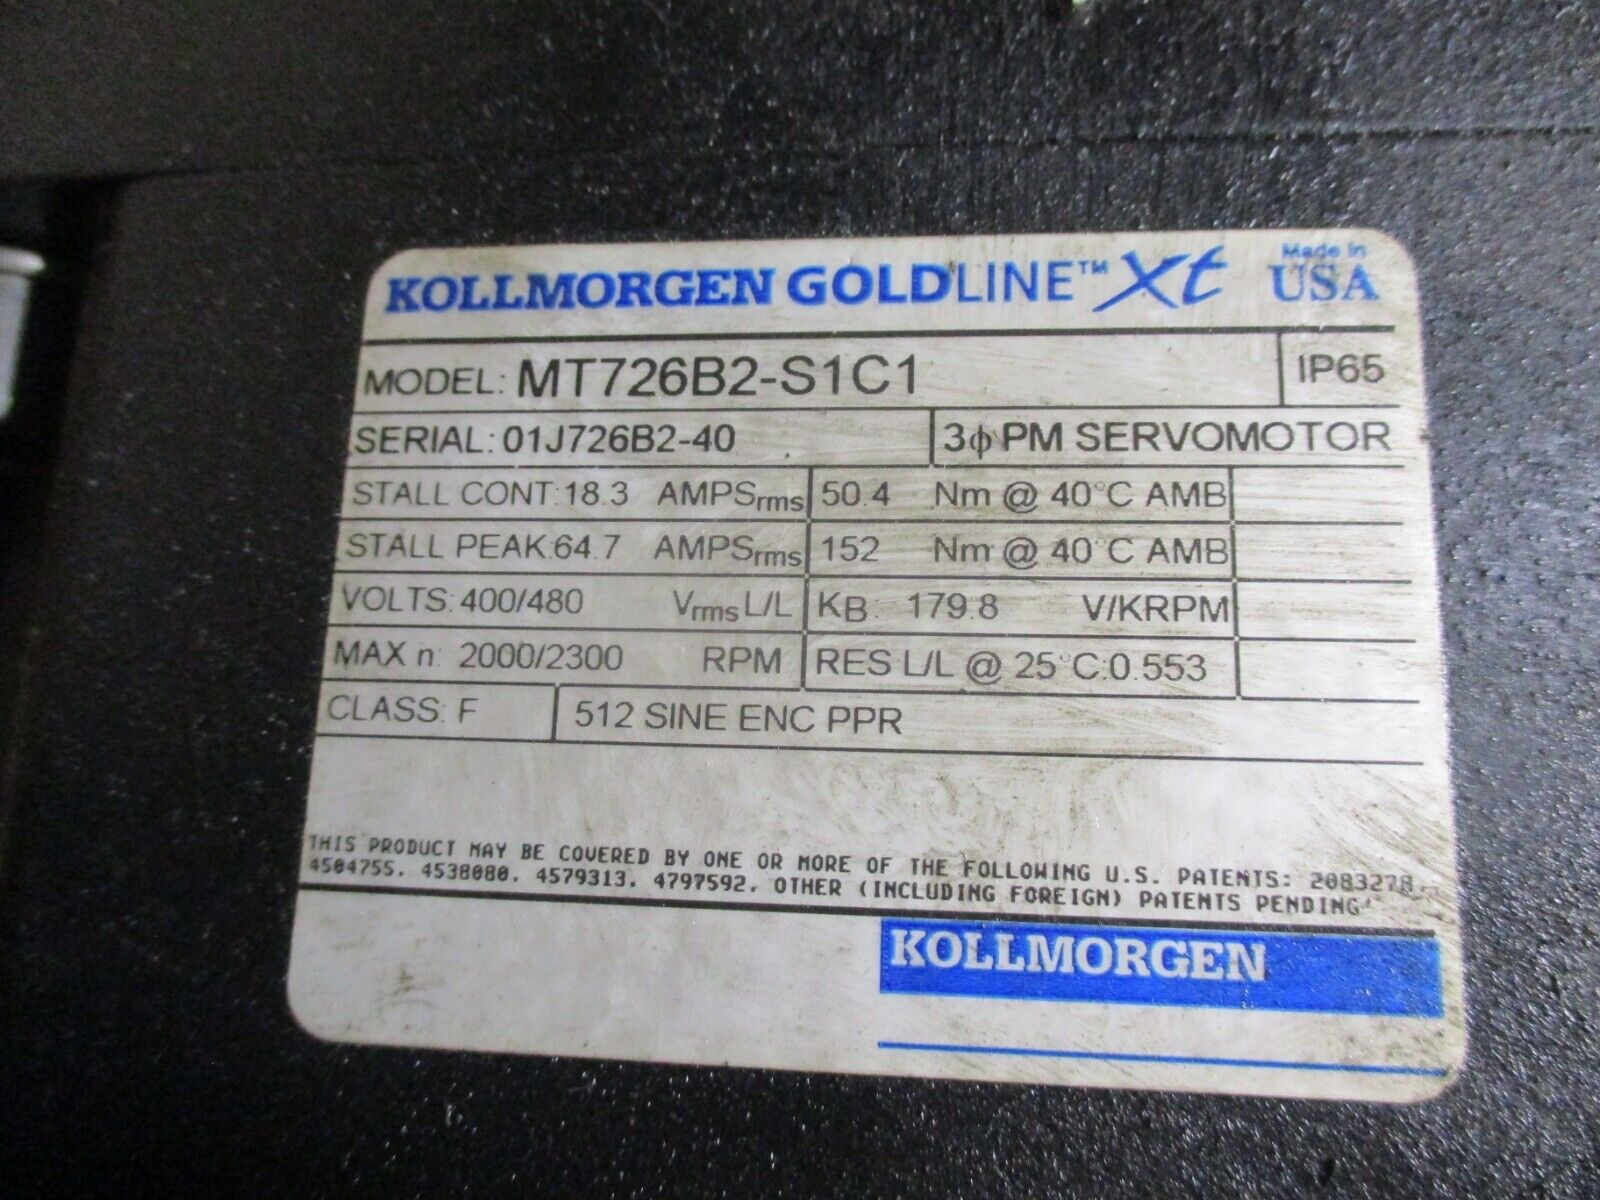 KOLLMORGEN GOLDLINE™ Xt Made in USA
MODEL: MT726B2-S1C1 IP65
SERIAL: 01J726B2-40 3ϕ PM SERVOMOTOR
STALL CONT: 18.3 AMPSrms 50.4 Nm @ 40°C AMB
STALL PEAK: 64.7 AMPSrms 152 Nm @ 40°C AMB
VOLTS: 400/480 Vrms L/L KB: 179.8 V/KRPM
MAX n: 2000/2300 RPM RES L/L @ 25°C: 0.553
CLASS: F 512 SINE ENC PPR
THIS PRODUCT MAY BE COVERED BY ONE OR MORE OF THE FOLLOWING U.S. PATENTS: 2083278,
4504755, 4538080, 4579313, 4797592, OTHER (INCLUDING FOREIGN) PATENTS PENDING
KOLLMORGEN